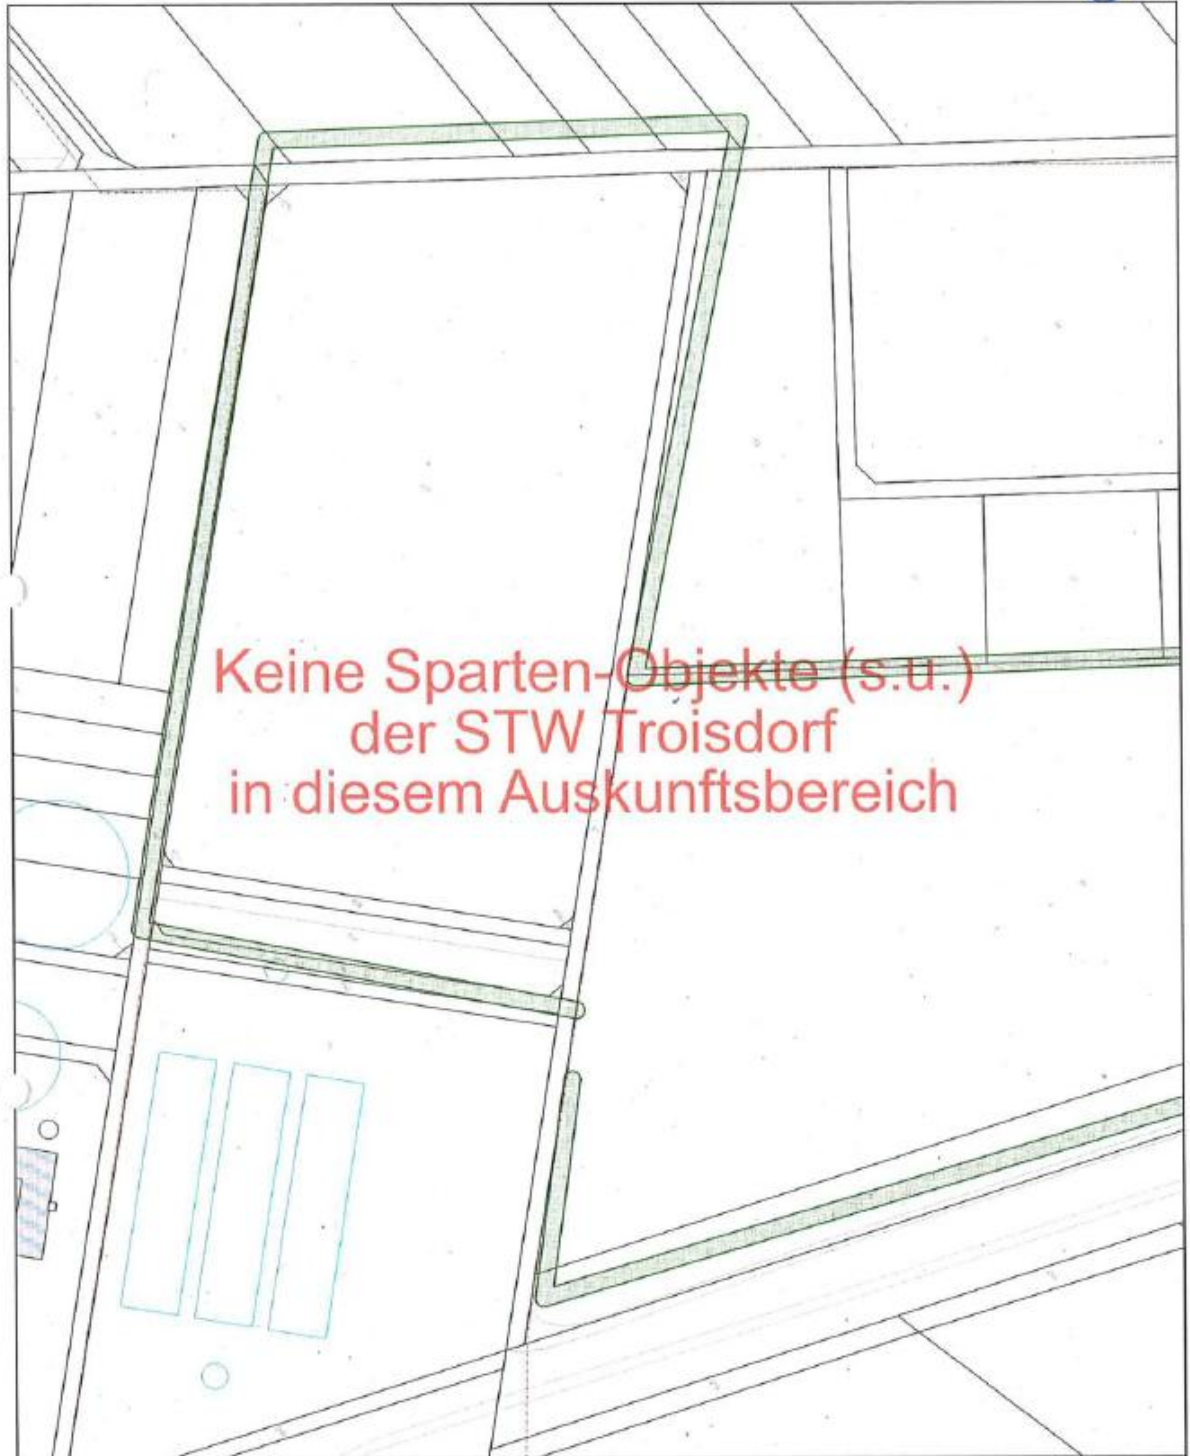 Keine Sparten-Objekte (s.u.)
der STW Troisdorf
in diesem Auskunftsbereich